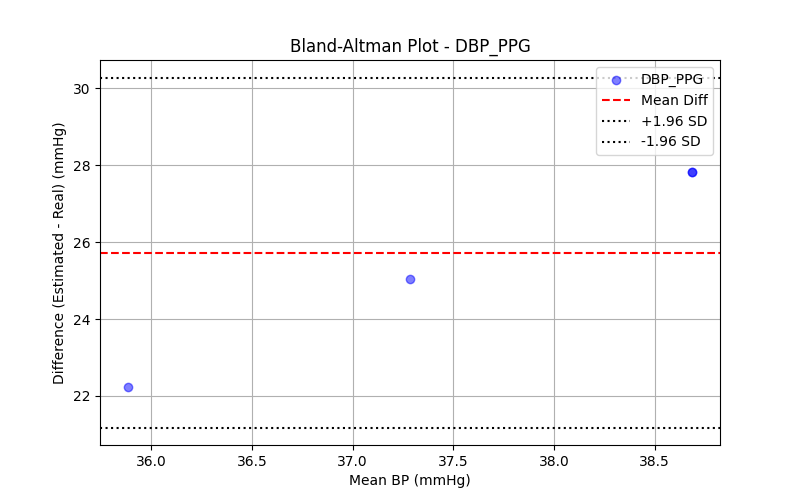 Bland-Altman Plot - DBP_PPG
Difference (Estimated - Real) (mmHg)
30
28
26
24
22
DBP_PPG
Mean Diff
+1.96 SD
-1.96 SD
36.0 36.5 37.0 37.5 38.0 38.5
Mean BP (mmHg)